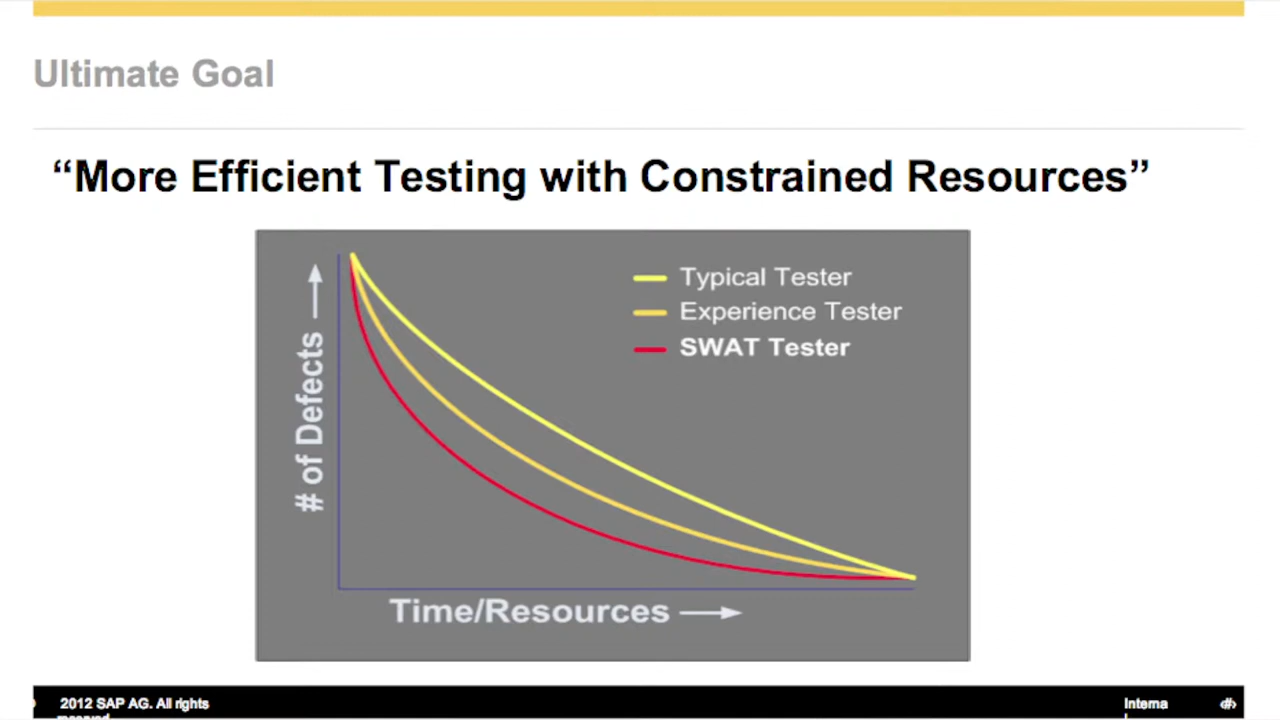 Ultimate Goal
“More Efficient Testing with Constrained Resources”
Typical Tester
Experience Tester
SWAT Tester
# of Defects
Time/Resources
2012 SAP AG. All rights
reserved
Interna
l
‹#›